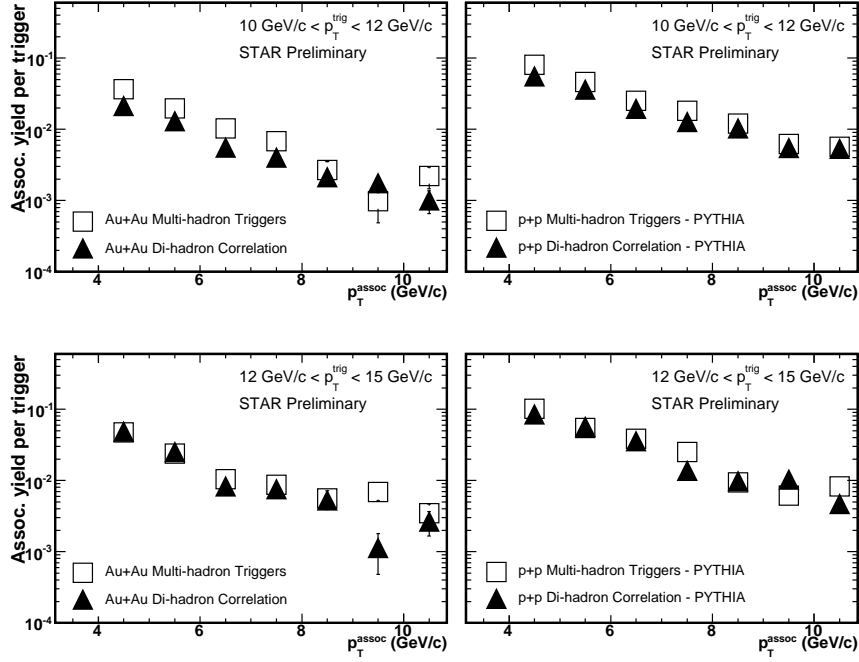 10 GeV/c < p_T^trig < 12 GeV/c
STAR Preliminary
Assoc. yield per trigger
10^-1
10^-2
10^-3
10^-4
Au+Au Multi-hadron Triggers
Au+Au Di-hadron Correlation
4 6 8 10
p_T^assoc (GeV/c)
10 GeV/c < p_T^trig < 12 GeV/c
STAR Preliminary
p+p Multi-hadron Triggers - PYTHIA
p+p Di-hadron Correlation - PYTHIA
4 6 8 10
p_T^assoc (GeV/c)
12 GeV/c < p_T^trig < 15 GeV/c
STAR Preliminary
Assoc. yield per trigger
10^-1
10^-2
10^-3
10^-4
Au+Au Multi-hadron Triggers
Au+Au Di-hadron Correlation
4 6 8 10
p_T^assoc (GeV/c)
12 GeV/c < p_T^trig < 15 GeV/c
STAR Preliminary
p+p Multi-hadron Triggers - PYTHIA
p+p Di-hadron Correlation - PYTHIA
4 6 8 10
p_T^assoc (GeV/c)